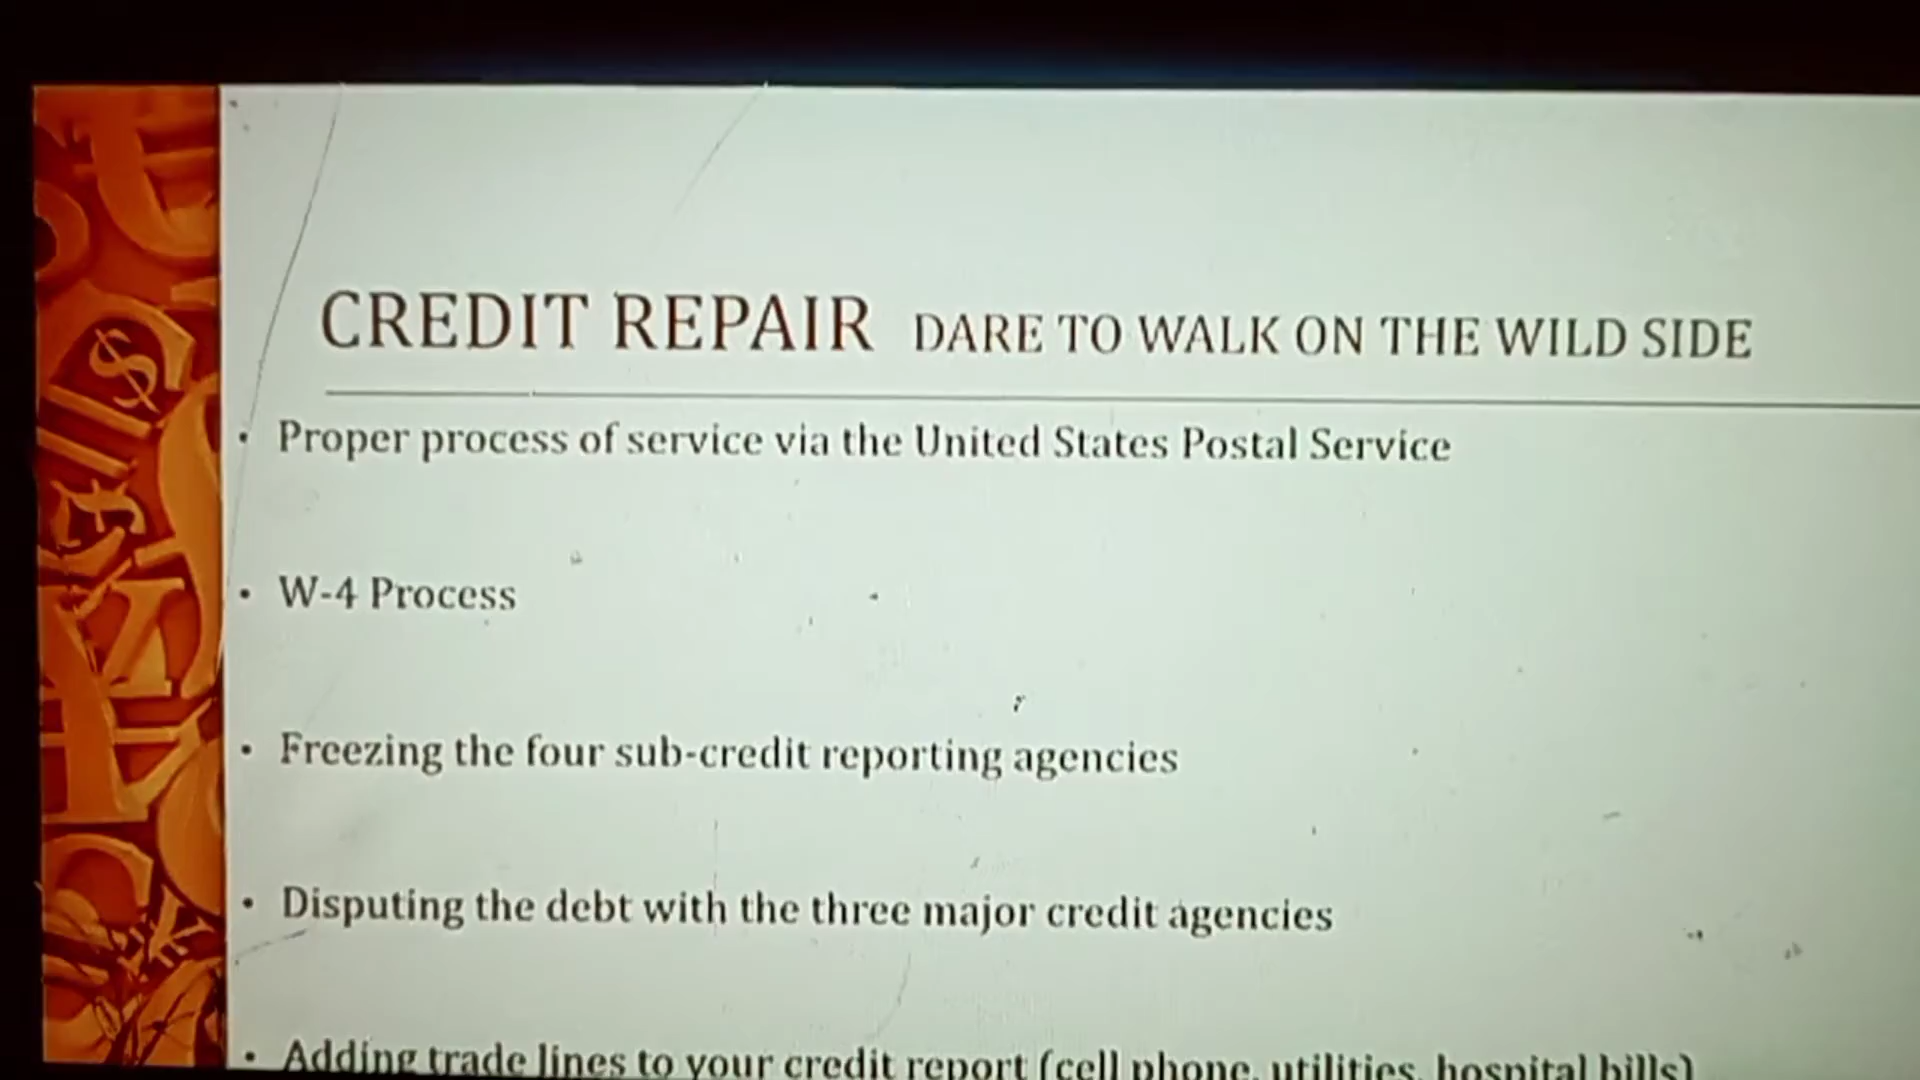 CREDIT REPAIR DARE TO WALK ON THE WILD SIDE
• Proper process of service via the United States Postal Service
• W-4 Process
• Freezing the four sub-credit reporting agencies
• Disputing the debt with the three major credit agencies
• Adding trade lines to your credit report (cell phone, utilities, hospital bills)